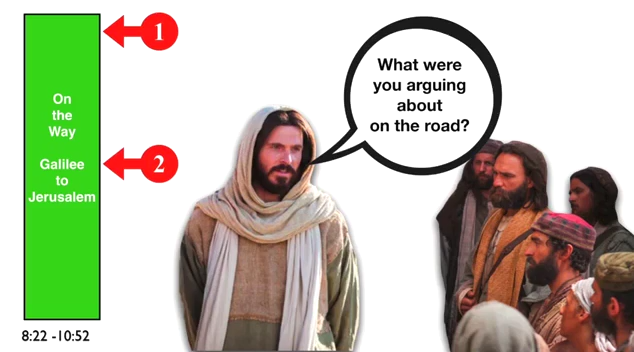 1
On
the
Way
Galilee
to
Jerusalem
2
8:22 -10:52
What were
you arguing
about
on the road?